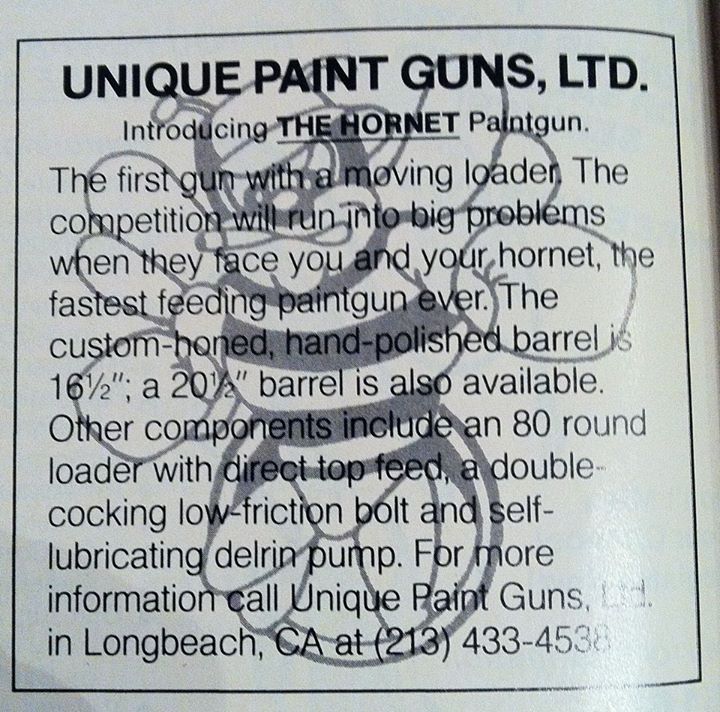 UNIQUE PAINT GUNS, LTD.
Introducing THE HORNET Paintgun.
The first gun with a moving loader. The
competition will run into big problems
when they face you and your hornet, the
fastest feeding paintgun ever. The
custom-honed, hand-polished barrel is
16½"; a 20½" barrel is also available.
Other components include an 80 round
loader with direct top feed, a double-
cocking low-friction bolt and self-
lubricating delrin pump. For more
information call Unique Paint Guns, Ltd.
in Longbeach, CA at (213) 433-4538